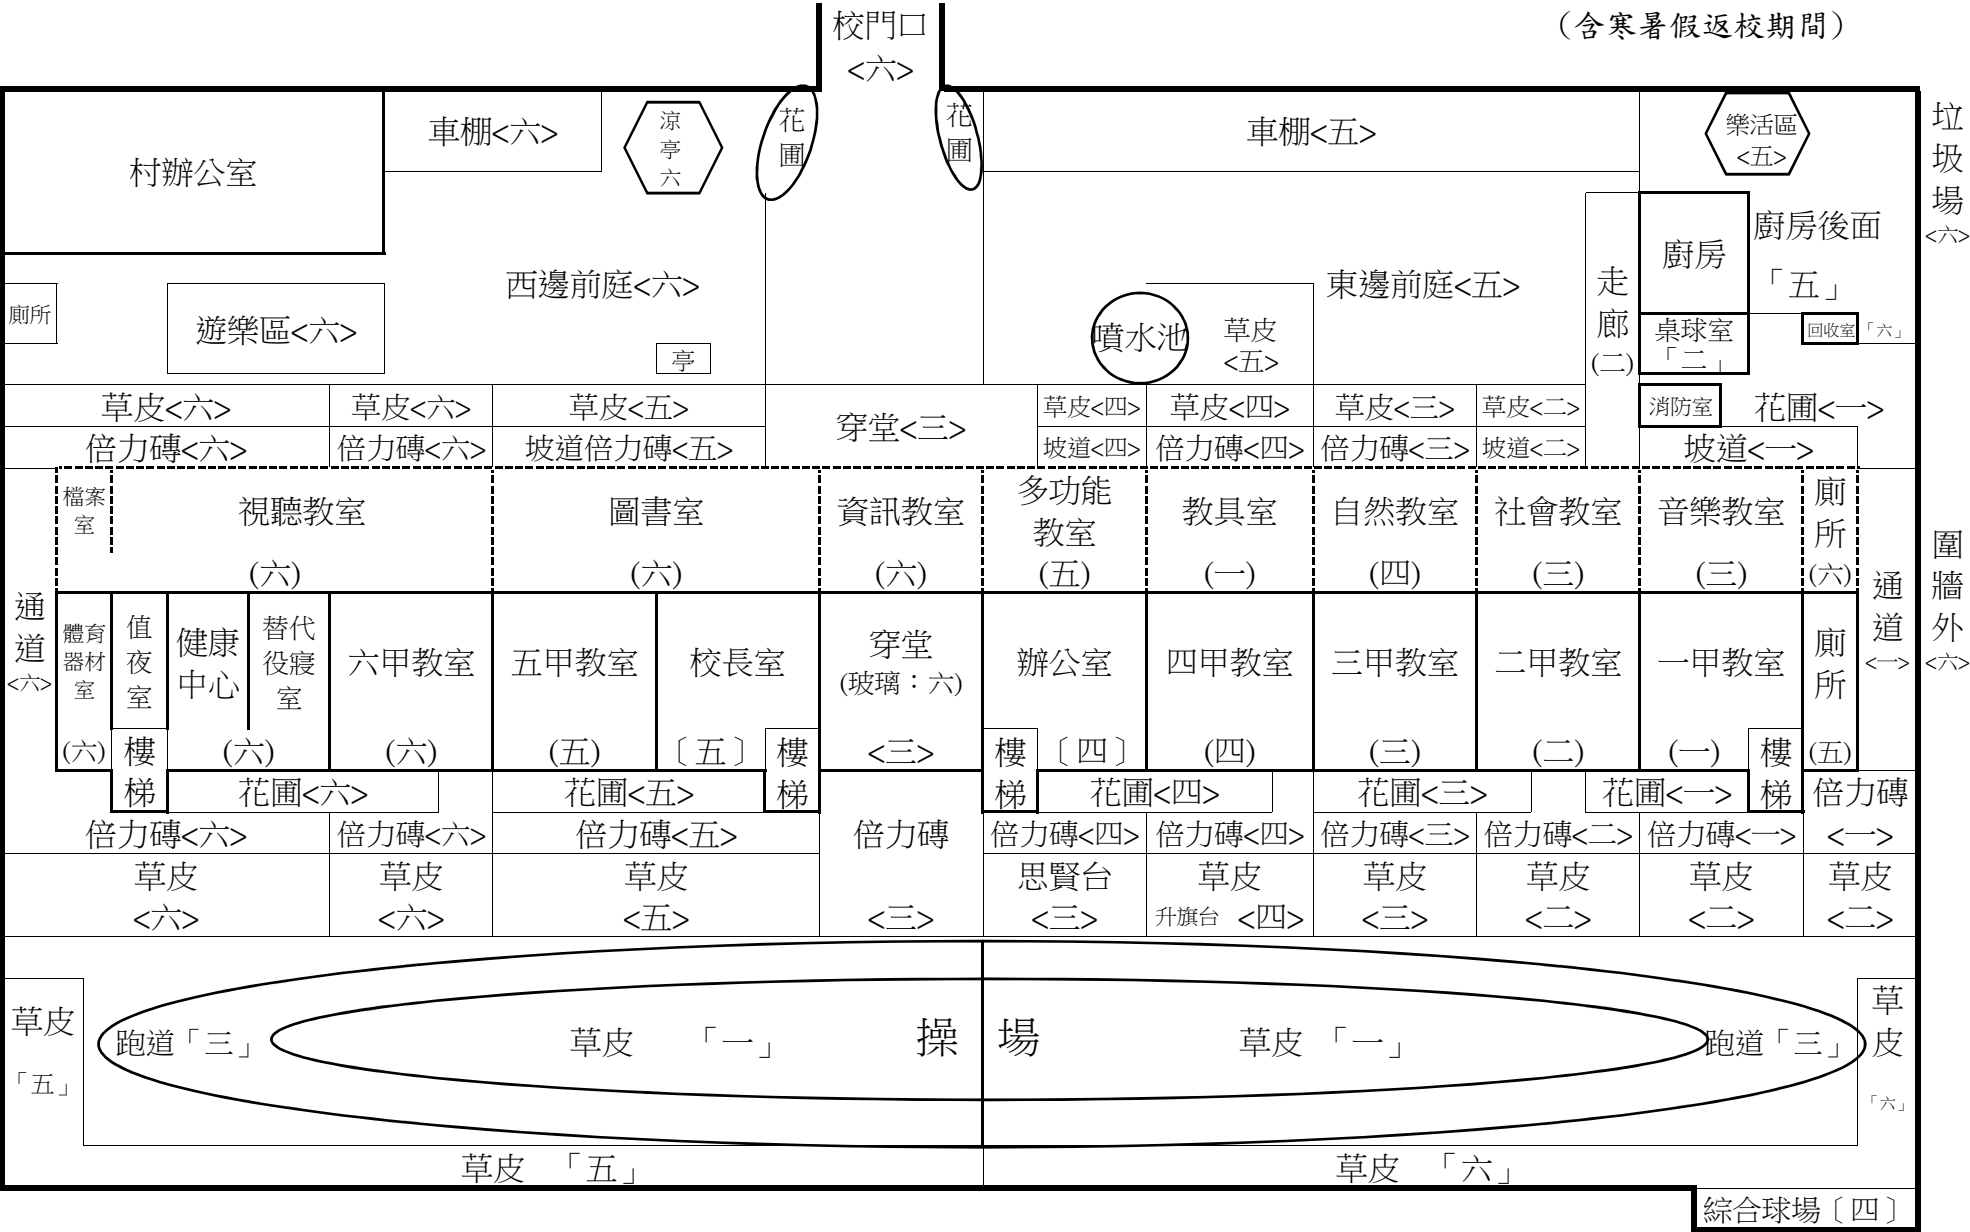 校門口
<六>
（含寒暑假返校期間）
村辦公室
車棚<六>
涼
亭
六
花
圃
花
圃
車棚<五>
樂活區
<五>
垃
圾
場
<六>
廁所
遊樂區<六>
西邊前庭<六>
亭
噴水池
草皮
<五>
東邊前庭<五>
走
廊
(二)
廚房
廚房後面
「五」
桌球室
「二」
回收室「六」
草皮<六>
草皮<六>
草皮<五>
穿堂<三>
草皮<四>
草皮<四>
草皮<三>
草皮<二>
消防室
花圃<一>
倍力磚<六>
倍力磚<六>
坡道倍力磚<五>
坡道<四>
倍力磚<四>
倍力磚<三>
坡道<二>
坡道<一>
檔案
室
視聽教室
(六)
圖書室
(六)
資訊教室
(六)
多功能
教室
(五)
教具室
(一)
自然教室
(四)
社會教室
(三)
音樂教室
(三)
廁
所
(六)
圍
牆
外
<六>
通
道
<六>
體育
器材
室
(六)
值
夜
室
樓
梯
健康
中心
替代
役寢
室
(六)
六甲教室
(六)
五甲教室
(五)
校長室
〔五〕
樓
梯
穿堂
(玻璃：六)
<三>
辦公室
〔四〕
樓
梯
四甲教室
(四)
三甲教室
(三)
二甲教室
(二)
一甲教室
(一)
樓
梯
廁
所
(五)
通
道
<一>
花圃<六>
花圃<五>
花圃<四>
花圃<三>
花圃<一>
倍力磚
<一>
倍力磚<六>
倍力磚<六>
倍力磚<五>
倍力磚
<三>
倍力磚<四>
倍力磚<四>
倍力磚<三>
倍力磚<二>
倍力磚<一>
草皮
<六>
草皮
<六>
草皮
<五>
思賢台
<三>
草皮
升旗台 <四>
草皮
<三>
草皮
<二>
草皮
<二>
草皮
<二>
草皮
「五」
跑道「三」
草皮 「一」
操 場
草皮 「一」
跑道「三」
草
皮
「六」
草皮 「五」
草皮 「六」
綜合球場〔四〕